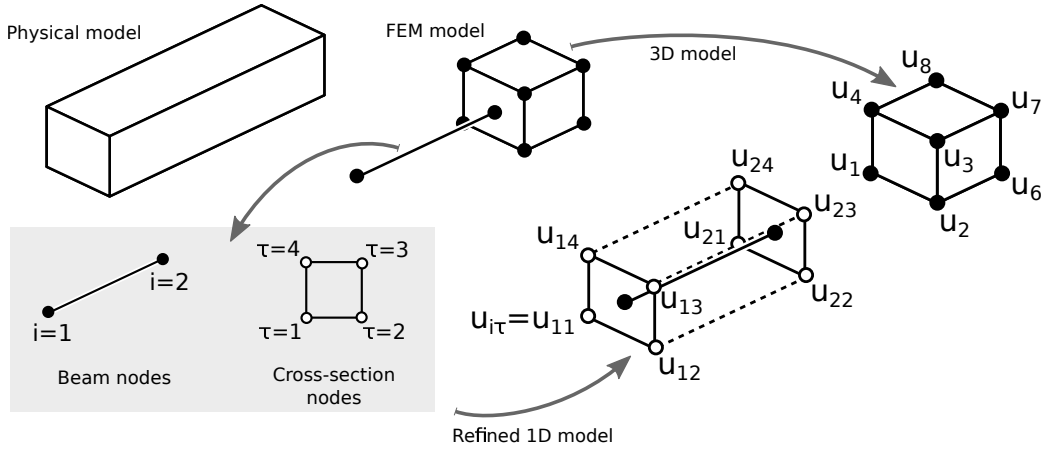 Physical model
FEM model
3D model
u8
u4
u7
u1
u3
u6
u2
u24
u23
u21
u14
u22
u13
uiτ=u11
u12
τ=4
τ=3
i=2
i=1
τ=1
τ=2
Beam nodes
Cross-section
nodes
Refined 1D model